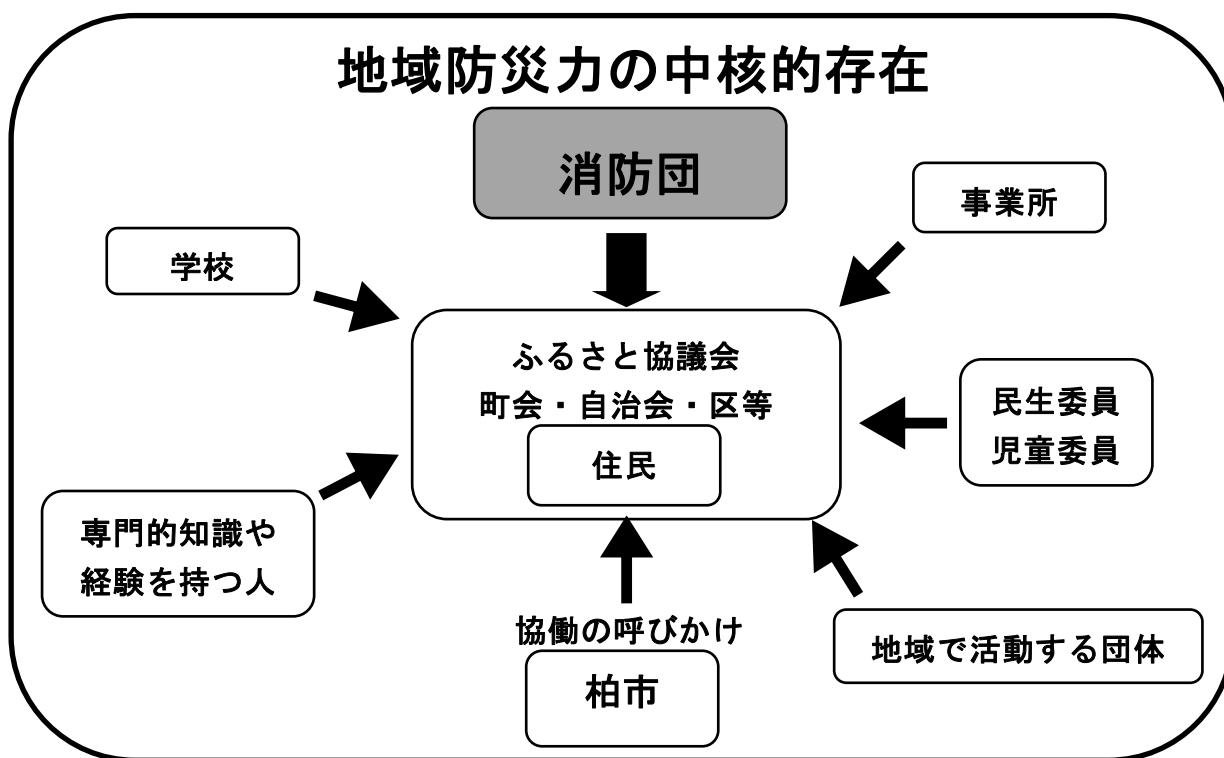 地域防災力の中核的存在
消防団
事業所
学校
ふるさと協議会
町会・自治会・区等
住民
民生委員
児童委員
専門的知識や
経験を持つ人
協働の呼びかけ
柏市
地域で活動する団体